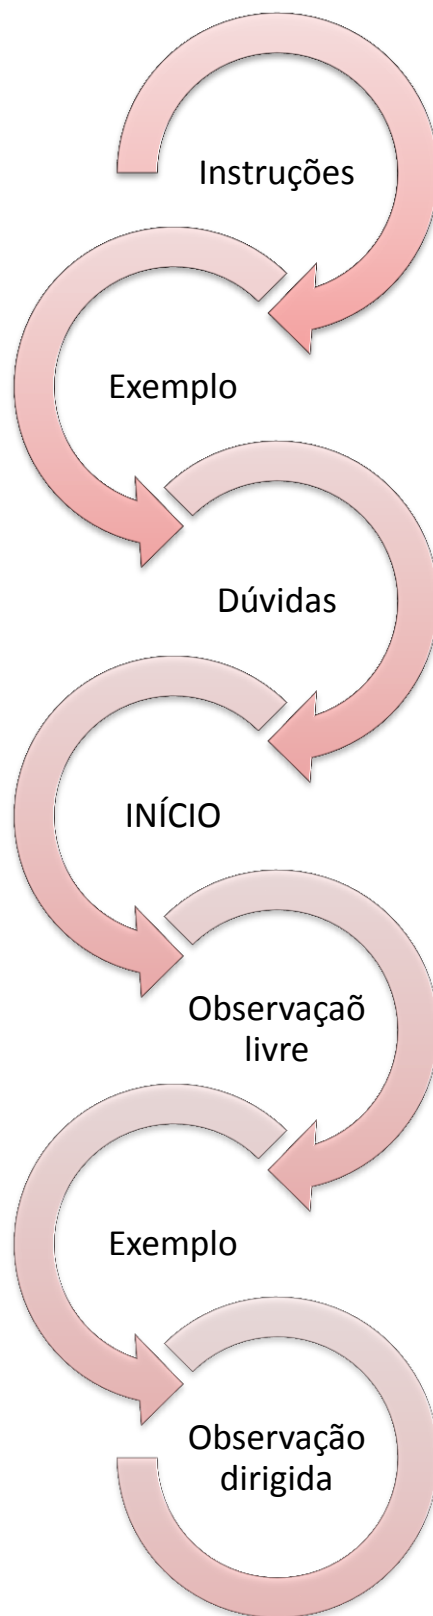 Instruções
Exemplo
Dúvidas
INÍCIO
Observaçaõ
livre
Exemplo
Observação
dirigida